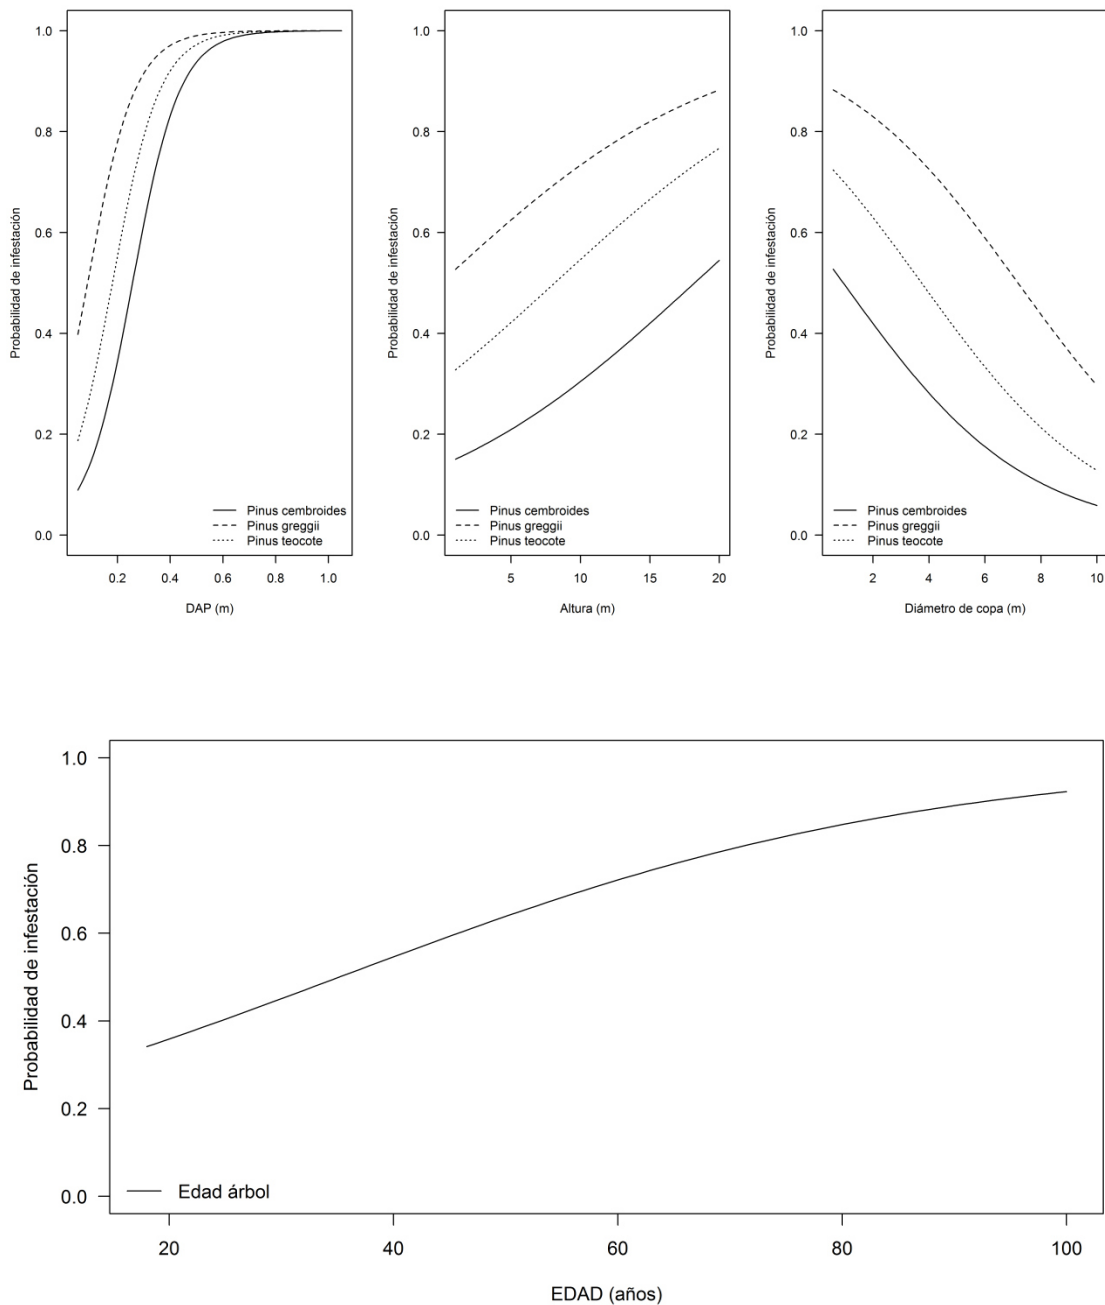 1.0
0.8
0.6
0.4
0.2
0.0
Probabilidad de infestación
Pinus cembroides
Pinus greggii
Pinus teocote
0.2 0.4 0.6 0.8 1.0
DAP (m)
1.0
0.8
0.6
0.4
0.2
0.0
Probabilidad de infestación
Pinus cembroides
Pinus greggii
Pinus teocote
5 10 15 20
Altura (m)
1.0
0.8
0.6
0.4
0.2
0.0
Probabilidad de infestación
Pinus cembroides
Pinus greggii
Pinus teocote
2 4 6 8 10
Diámetro de copa (m)
1.0
0.8
0.6
0.4
0.2
0.0
Probabilidad de infestación
Edad árbol
20 40 60 80 100
EDAD (años)